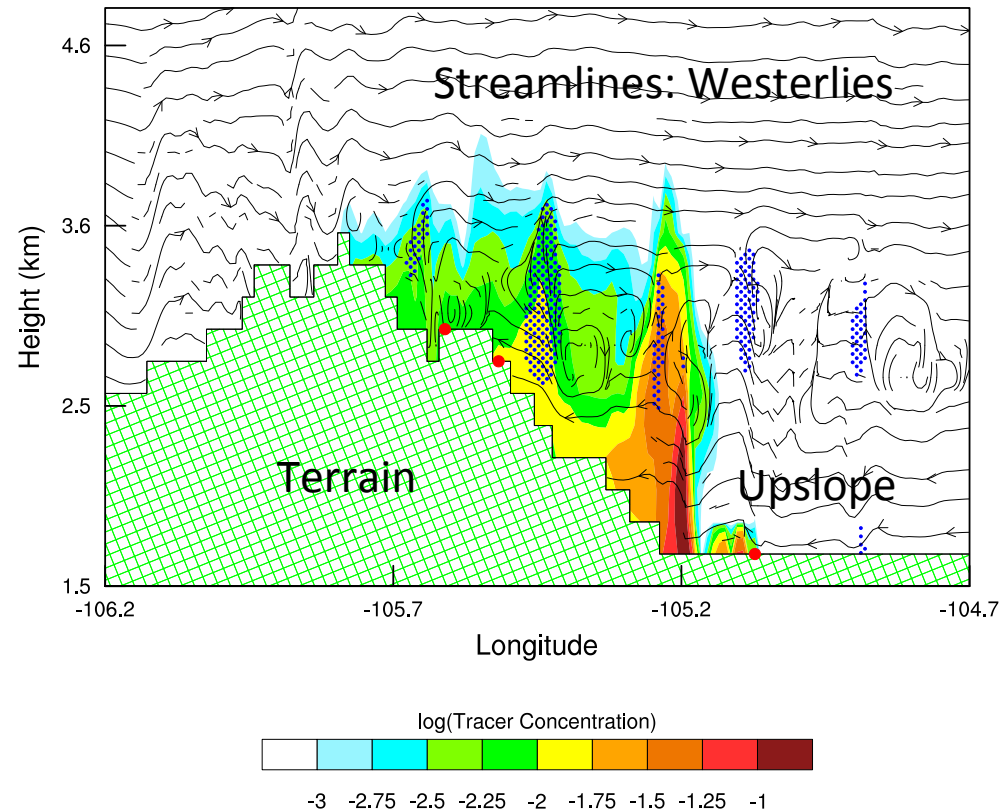 4.6
Streamlines: Westerlies
3.6
Height (km)
2.5
Terrain
Upslope
1.5
-106.2 -105.7 -105.2 -104.7
Longitude
log(Tracer Concentration)
-3 -2.75 -2.5 -2.25 -2 -1.75 -1.5 -1.25 -1